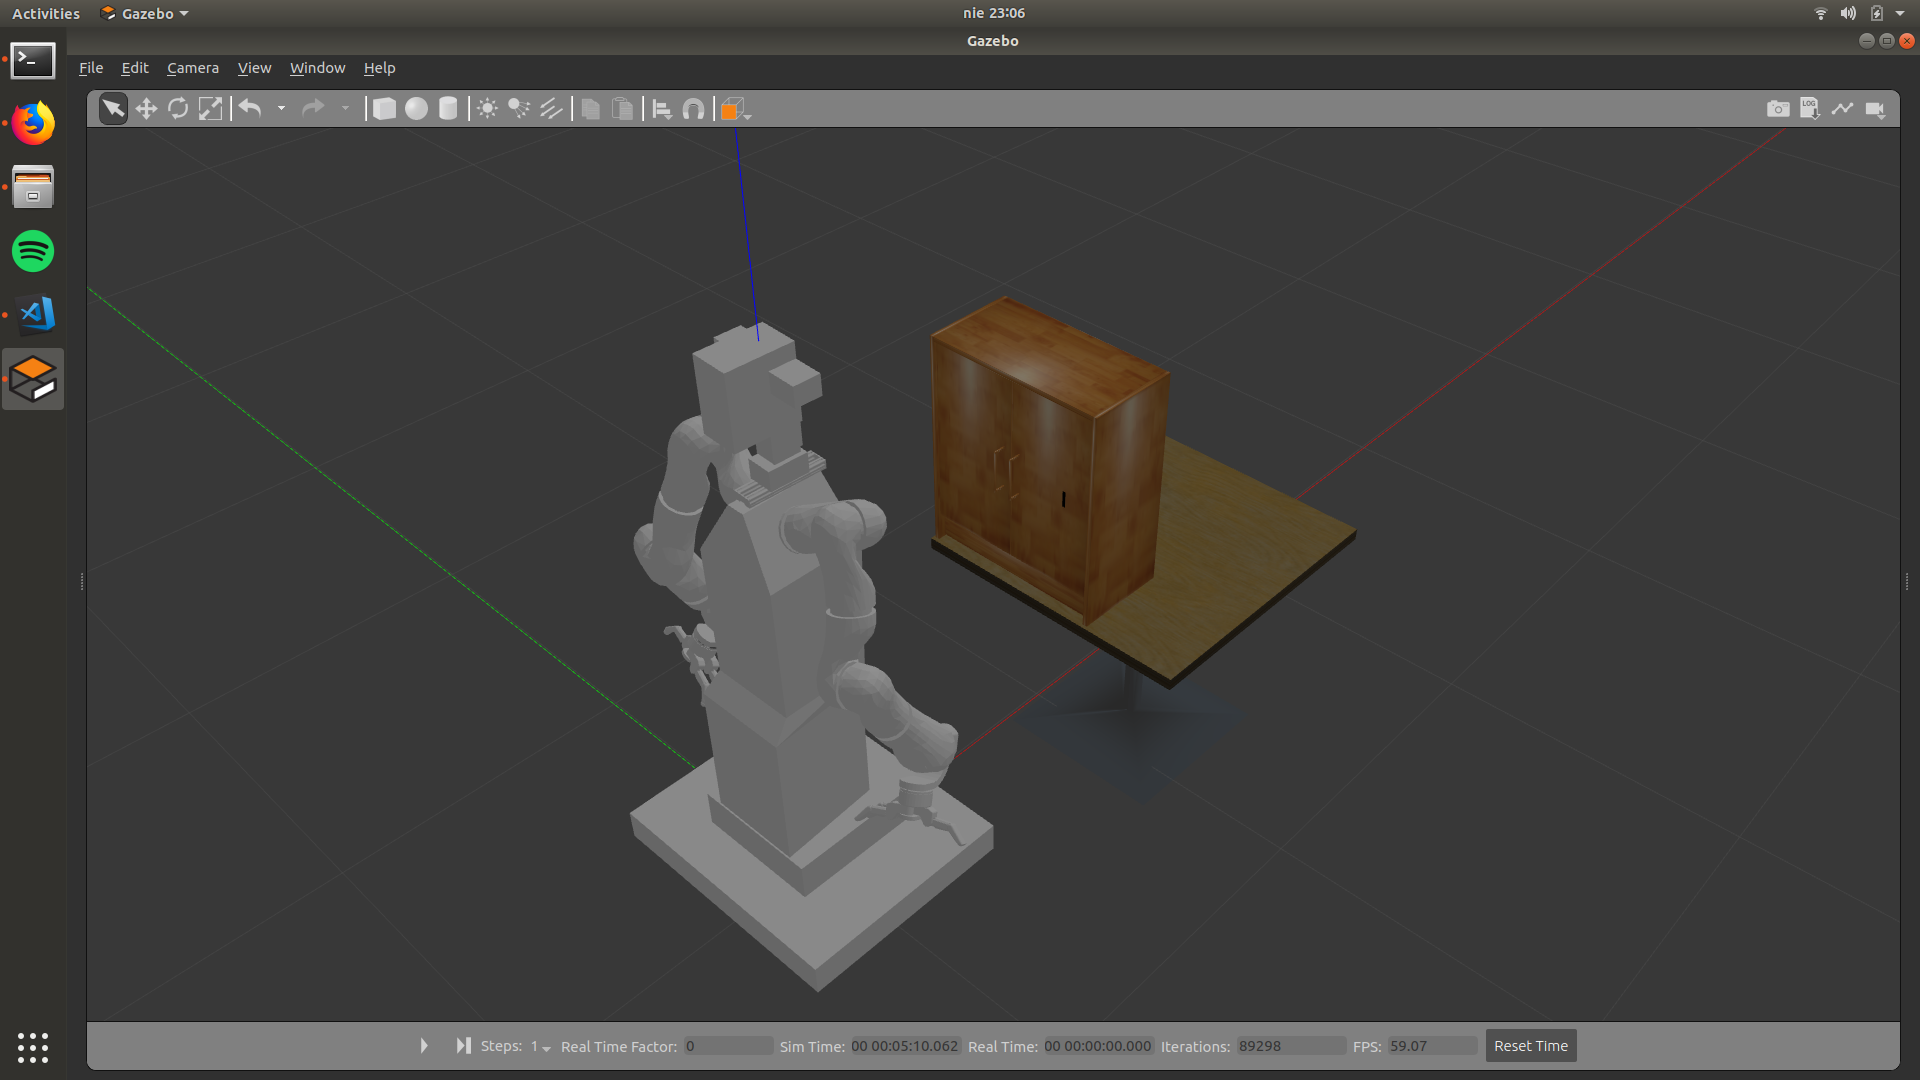 Activities Gazebo nie 23:06
Gazebo
File Edit Camera View Window Help
LOG
Steps: 1 Real Time Factor: 0 Sim Time: 00 00:05:10.062 Real Time: 00 00:00:00.000 Iterations: 89298 FPS: 59.07 Reset Time